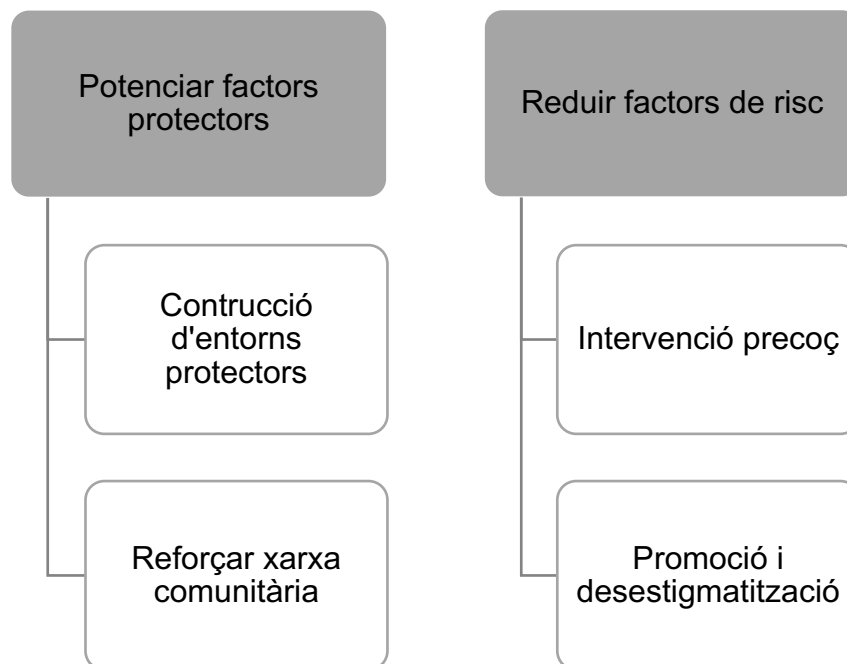 Potenciar factors
protectors
Contrucció
d'entorns
protectors
Reforçar xarxa
comunitària
Reduir factors de risc
Intervenció precoç
Promoció i
desestigmatització